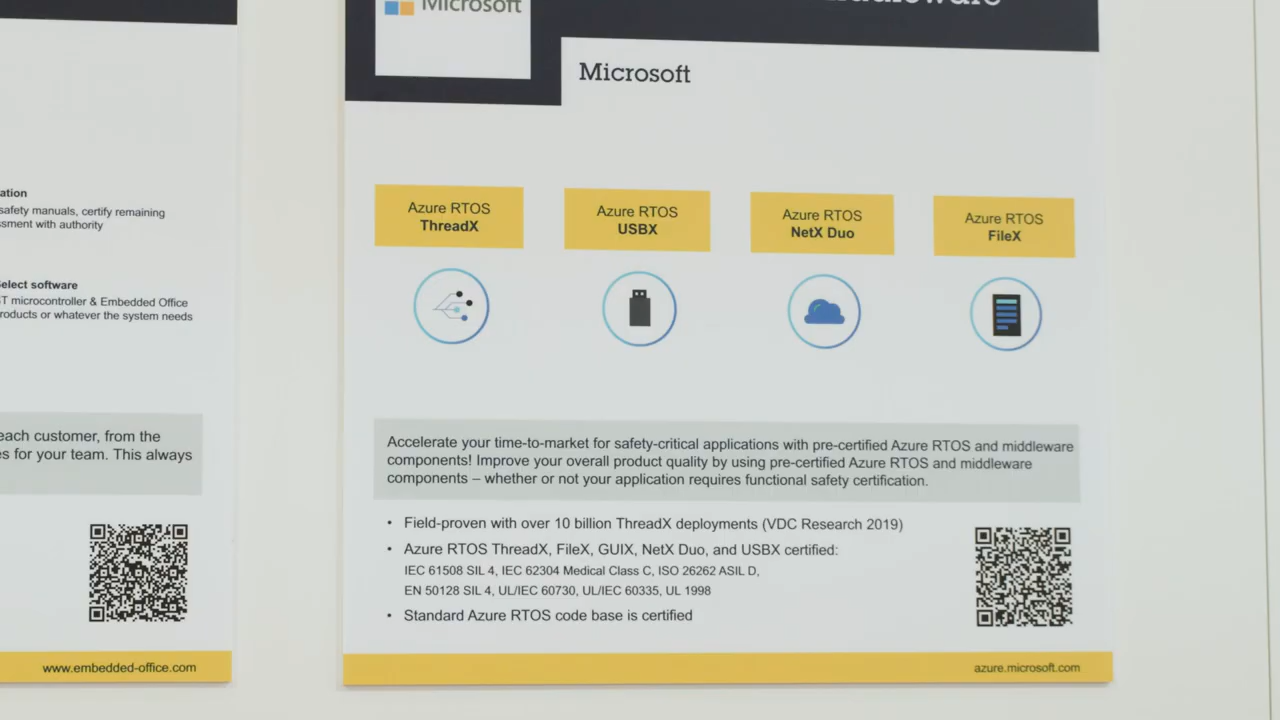 ation
safety manuals, certify remaining
ssment with authority
Select software
ST microcontroller & Embedded Office
products or whatever the system needs
each customer, from the
es for your team. This always
www.embedded-office.com
Microsoft
Microsoft
Azure RTOS
ThreadX
Azure RTOS
USBX
Azure RTOS
NetX Duo
Azure RTOS
FileX
Accelerate your time-to-market for safety-critical applications with pre-certified Azure RTOS and middleware
components! Improve your overall product quality by using pre-certified Azure RTOS and middleware
components – whether or not your application requires functional safety certification.
• Field-proven with over 10 billion ThreadX deployments (VDC Research 2019)
• Azure RTOS ThreadX, FileX, GUIX, NetX Duo, and USBX certified:
IEC 61508 SIL 4, IEC 62304 Medical Class C, ISO 26262 ASIL D,
EN 50128 SIL 4, UL/IEC 60730, UL/IEC 60335, UL 1998
• Standard Azure RTOS code base is certified
azure.microsoft.com